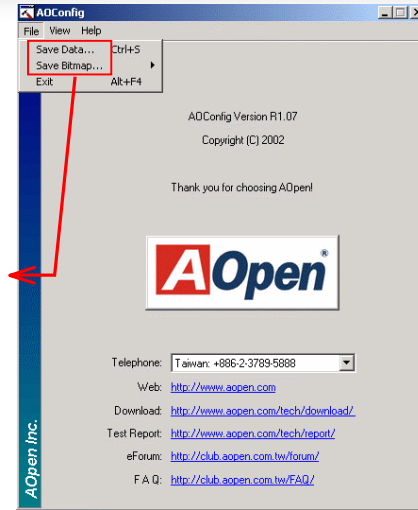 AOConfig
File View Help
Save Data... Ctrl+S
Save Bitmap...
Exit Alt+F4
AOConfig Version R1.07
Copyright (C) 2002
Thank you for choosing AOpen!
AOpen®
Telephone: Taiwan: +886-2-3789-5888
Web: http://www.aopen.com
Download: http://www.aopen.com/tech/download/
Test Report: http://www.aopen.com/tech/report/
eForum: http://club.aopen.com.tw/forum/
F A Q: http://club.aopen.com.tw/FAQ/
AOpen Inc.